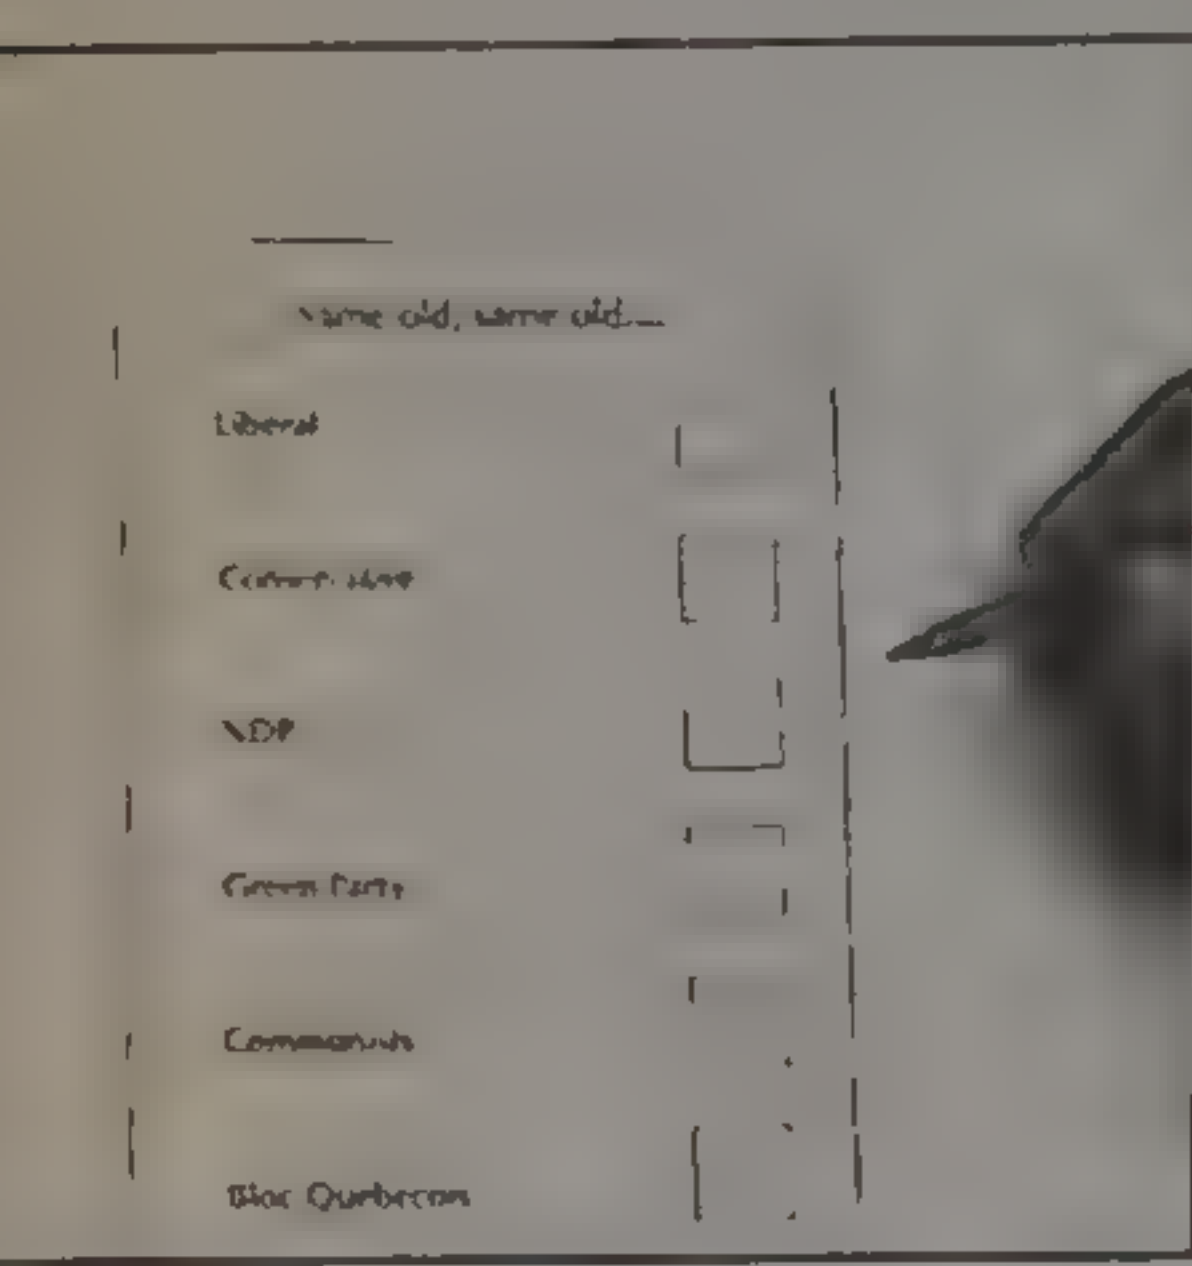 Same old, same old...
Liberal
Conservative
NDP
Green Party
Communists
Bloc Quebecois